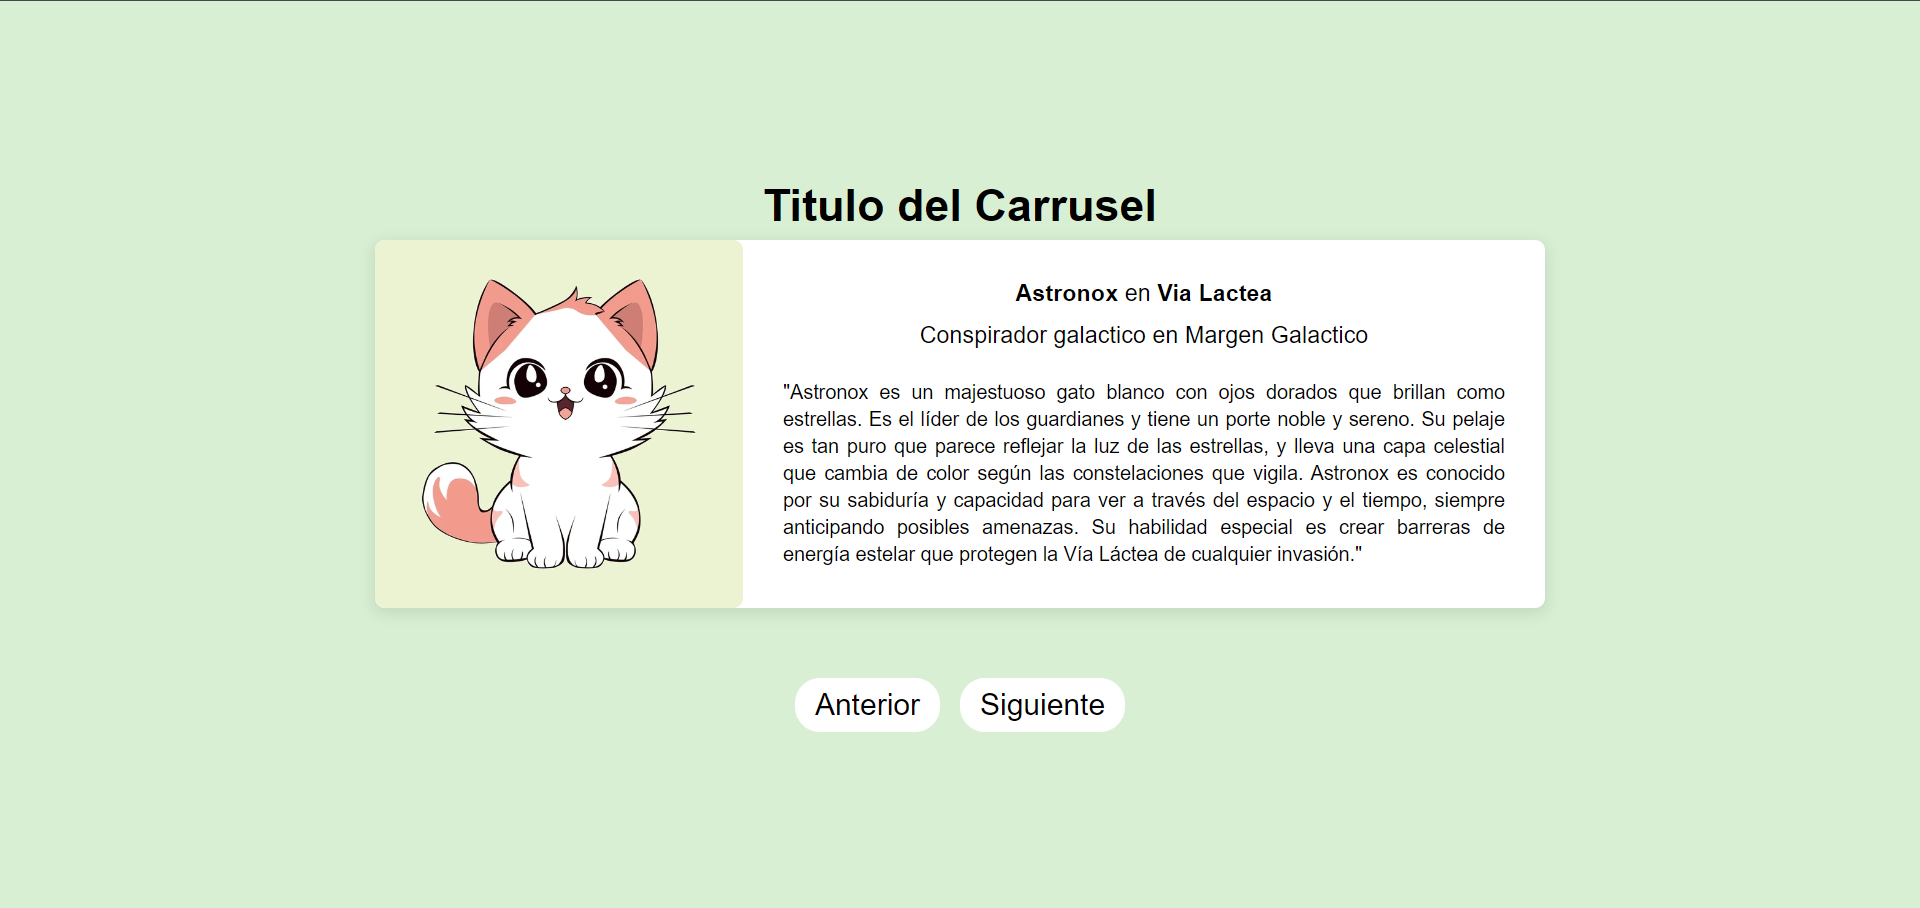 Titulo del Carrusel
Astronox en Via Lactea
Conspirador galactico en Margen Galactico
"Astronox es un majestuoso gato blanco con ojos dorados que brillan como
estrellas. Es el líder de los guardianes y tiene un porte noble y sereno. Su pelaje
es tan puro que parece reflejar la luz de las estrellas, y lleva una capa celestial
que cambia de color según las constelaciones que vigila. Astronox es conocido
por su sabiduría y capacidad para ver a través del espacio y el tiempo, siempre
anticipando posibles amenazas. Su habilidad especial es crear barreras de
energía estelar que protegen la Vía Láctea de cualquier invasión."
Anterior
Siguiente